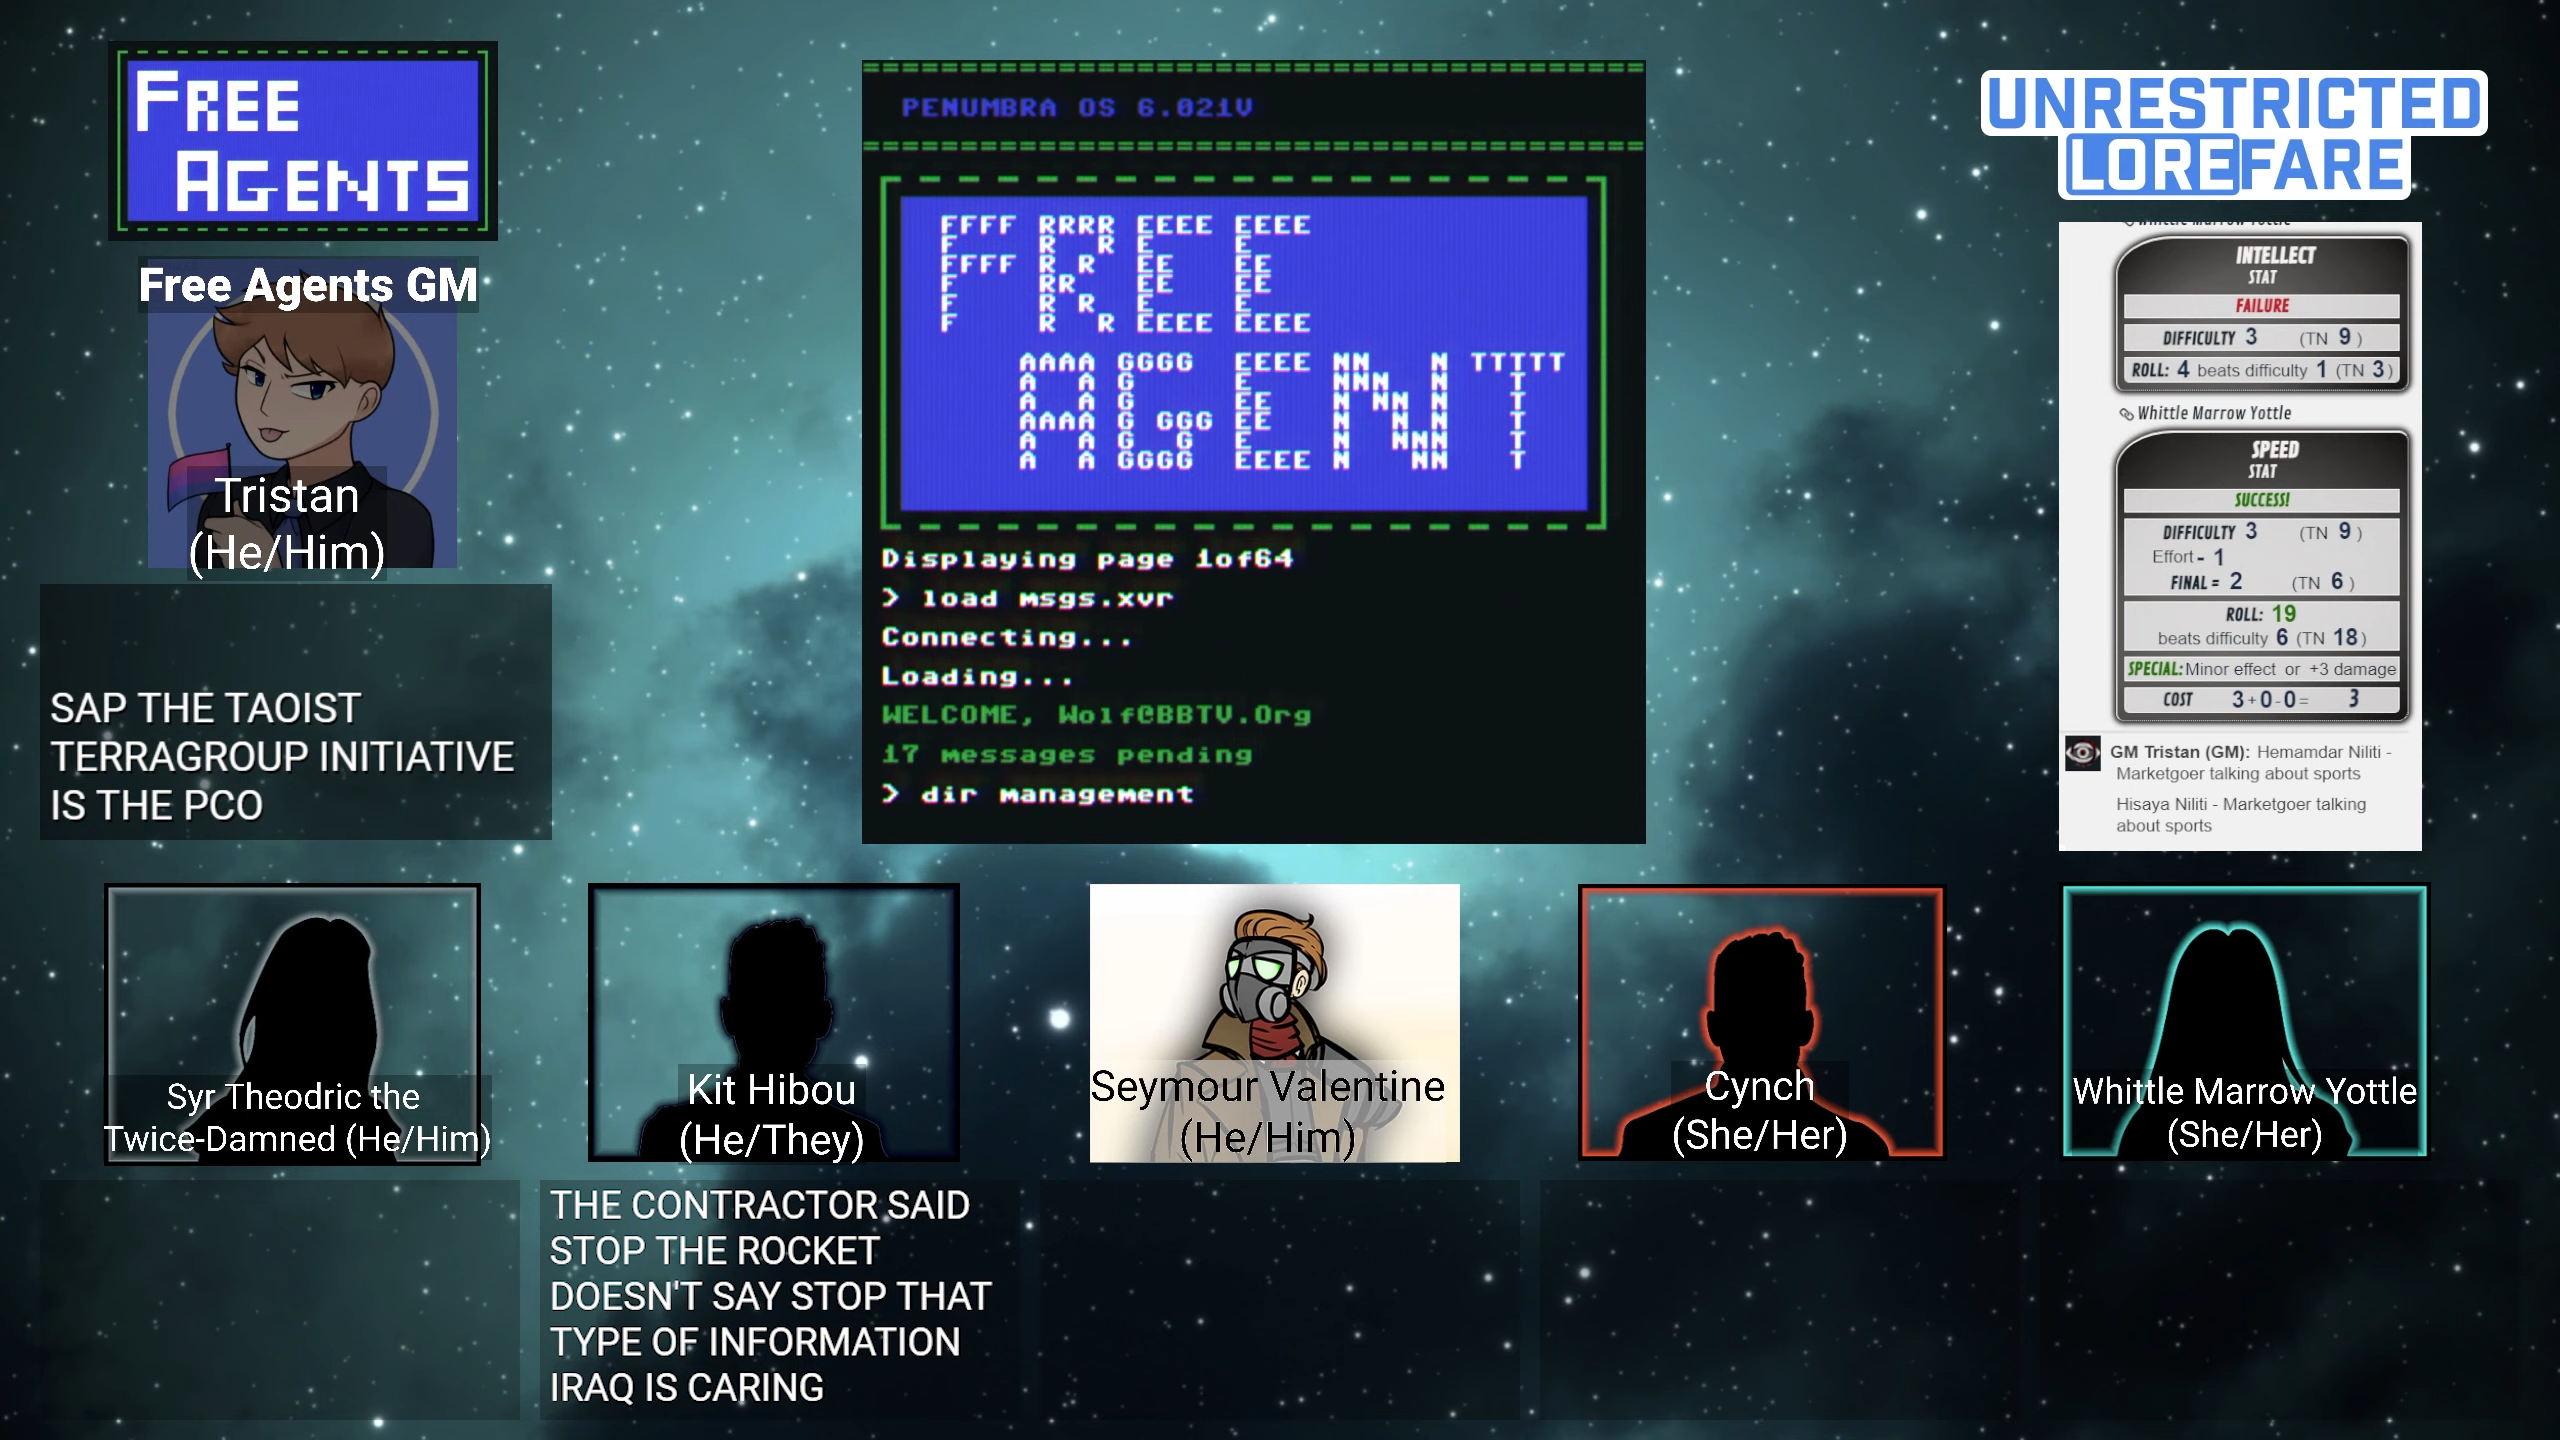 FREE
AGENTS
Free Agents GM
Tristan
(He/Him)
SAP THE TAOIST
TERRAGROUP INITIATIVE
IS THE PCO
PENUMBRA OS 6.021V
FREE
AGENT
Displaying page 1of64
> load msgs.xvr
Connecting...
Loading...
WELCOME, Wolf@BBTV.Org
17 messages pending
> dir management
UNRESTRICTED
LOREFARE
Whittle Marrow Yottle
INTELLECT
STAT
FAILURE
DIFFICULTY 3 (TN 9 )
ROLL: 4 beats difficulty 1 (TN 3 )
Whittle Marrow Yottle
SPEED
STAT
SUCCESS!
DIFFICULTY 3 (TN 9 )
Effort - 1
FINAL = 2 (TN 6 )
ROLL: 19
beats difficulty 6 (TN 18 )
SPECIAL: Minor effect or +3 damage
COST 3+0-0= 3
GM Tristan (GM): Hemamdar Niliti -
Marketgoer talking about sports
Hisaya Niliti - Marketgoer talking
about sports
Syr Theodric the
Twice-Damned (He/Him)
Kit Hibou
(He/They)
Seymour Valentine
(He/Him)
Cynch
(She/Her)
Whittle Marrow Yottle
(She/Her)
THE CONTRACTOR SAID
STOP THE ROCKET
DOESN'T SAY STOP THAT
TYPE OF INFORMATION
IRAQ IS CARING